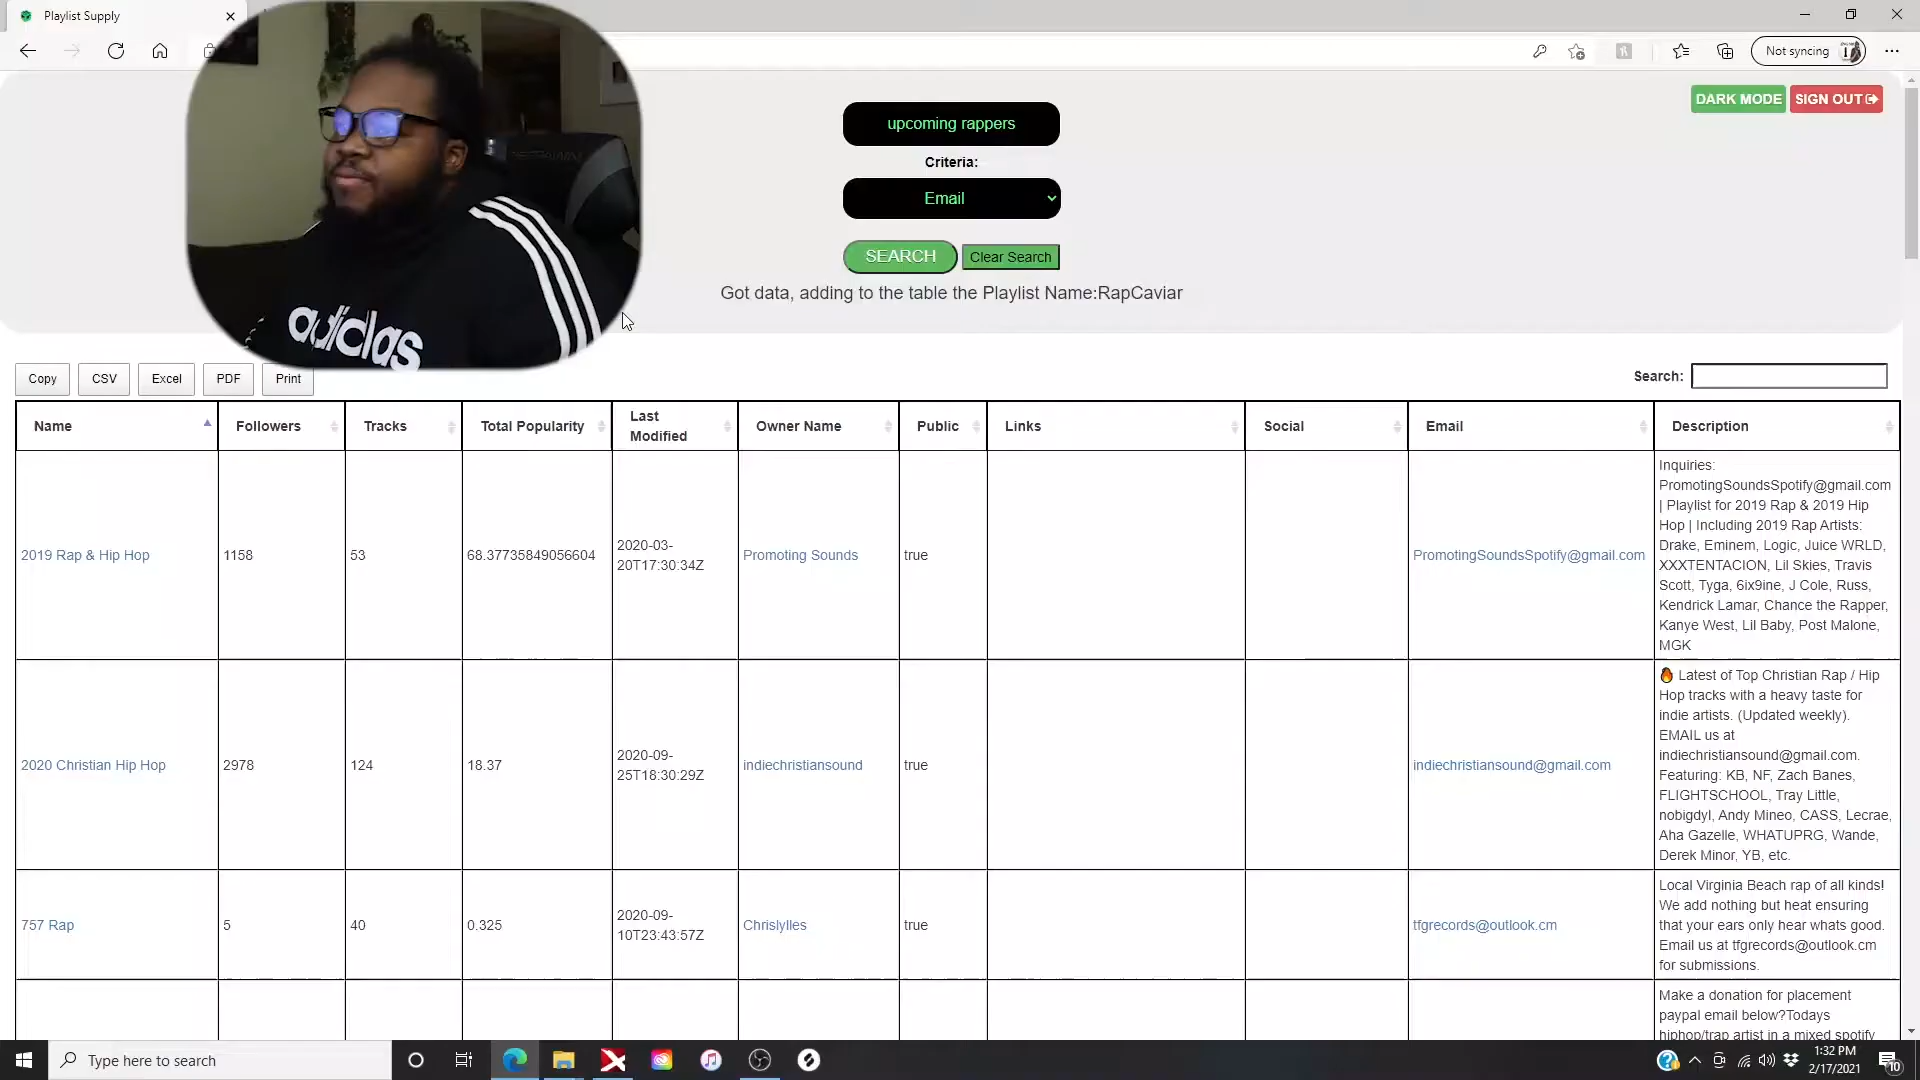 Playlist Supply
Not syncing
DARK MODE
SIGN OUT
upcoming rappers
Criteria:
Email
SEARCH
Clear Search
Got data, adding to the table the Playlist Name:RapCaviar
adidas
Copy
CSV
Excel
PDF
Print
Search:
Name
Followers
Tracks
Total Popularity
Last
Modified
Owner Name
Public
Links
Social
Email
Description
2019 Rap & Hip Hop
1158
53
68.37735849056604
2020-03-
20T17:30:34Z
Promoting Sounds
true
PromotingSoundsSpotify@gmail.com
Inquiries:
PromotingSoundsSpotify@gmail.com
| Playlist for 2019 Rap & 2019 Hip
Hop | Including 2019 Rap Artists:
Drake, Eminem, Logic, Juice WRLD,
XXXTENTACION, Lil Skies, Travis
Scott, Tyga, 6ix9ine, J Cole, Russ,
Kendrick Lamar, Chance the Rapper,
Kanye West, Lil Baby, Post Malone,
MGK
2020 Christian Hip Hop
2978
124
18.37
2020-09-
25T18:30:29Z
indiechristiansound
true
indiechristiansound@gmail.com
🔥 Latest of Top Christian Rap / Hip
Hop tracks with a heavy taste for
indie artists. (Updated weekly).
EMAIL us at
indiechristiansound@gmail.com.
Featuring: KB, NF, Zach Banes,
FLIGHTSCHOOL, Tray Little,
nobigdyl, Andy Mineo, CASS, Lecrae,
Aha Gazelle, WHATUPRG, Wande,
Derek Minor, YB, etc.
757 Rap
5
40
0.325
2020-09-
10T23:43:57Z
Chrislylles
true
tfgrecords@outlook.cm
Local Virginia Beach rap of all kinds!
We add nothing but heat ensuring
that your ears only hear whats good.
Email us at tfgrecords@outlook.cm
for submissions.
Make a donation for placement
paypal email below?Todays
hiphop/trap artist in a mixed spotify
Type here to search
1:32 PM
2/17/2021
10